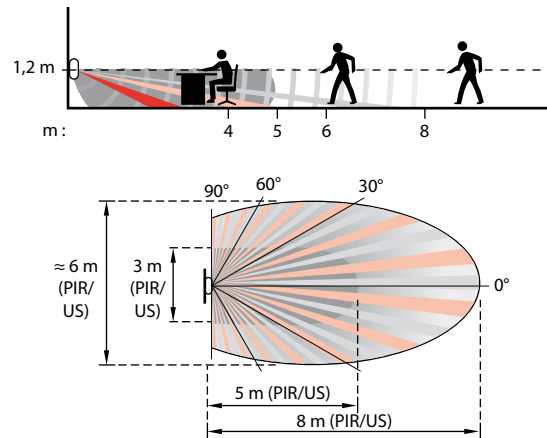 1,2 m
m :
4
5
6
8
90°
60°
30°
≈ 6 m
(PIR/
US)
3 m
(PIR/
US)
0°
5 m (PIR/US)
8 m (PIR/US)